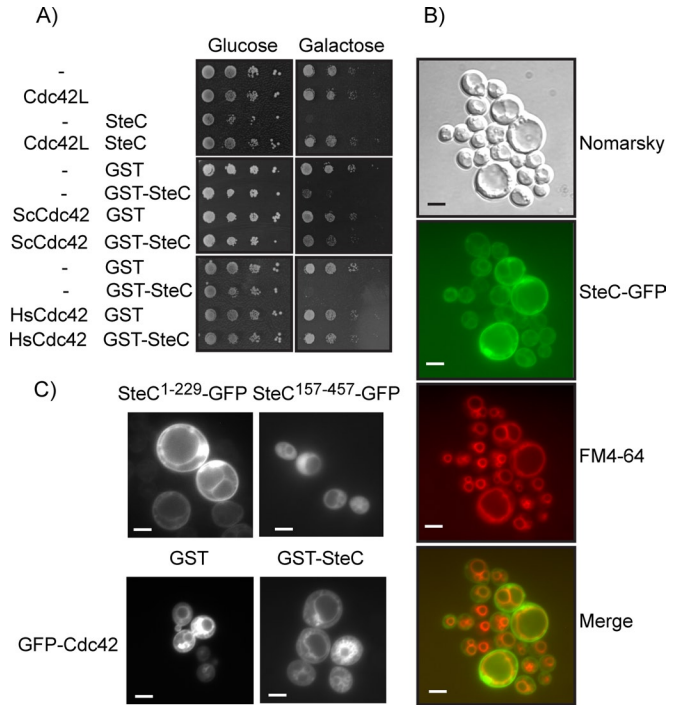 A)
Glucose Galactose
-
Cdc42L
- SteC
Cdc42L SteC
- GST
- GST-SteC
ScCdc42 GST
ScCdc42 GST-SteC
- GST
- GST-SteC
HsCdc42 GST
HsCdc42 GST-SteC
B)
Nomarsky
SteC-GFP
FM4-64
Merge
C)
SteC1-229-GFP SteC157-457-GFP
GST GST-SteC
GFP-Cdc42